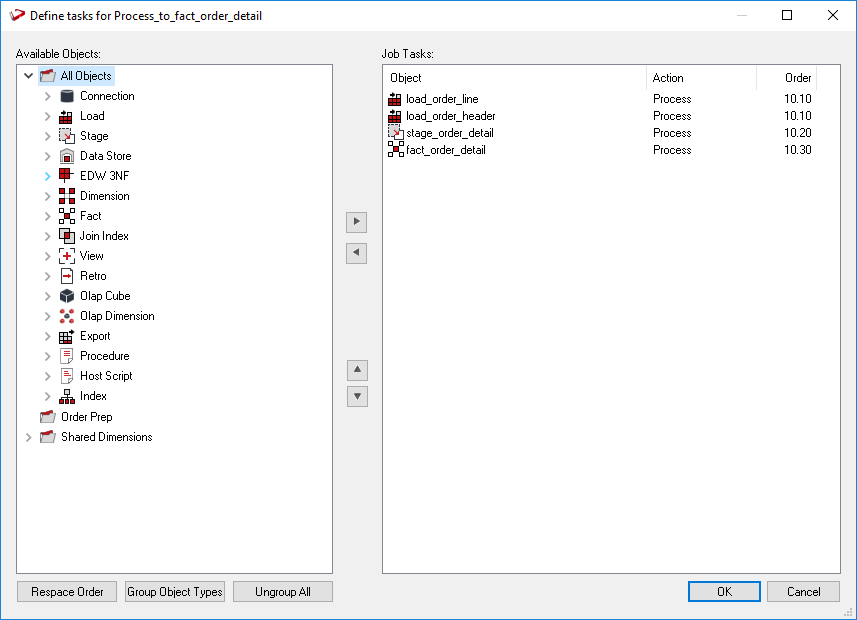 Define tasks for Process_to_fact_order_detail
Available Objects:
All Objects
Connection
Load
Stage
Data Store
EDW 3NF
Dimension
Fact
Join Index
View
Retro
Olap Cube
Olap Dimension
Export
Procedure
Host Script
Index
Order Prep
Shared Dimensions
Respace Order Group Object Types Ungroup All
Job Tasks:
Object Action Order
load_order_line Process 10.10
load_order_header Process 10.10
stage_order_detail Process 10.20
fact_order_detail Process 10.30
OK Cancel